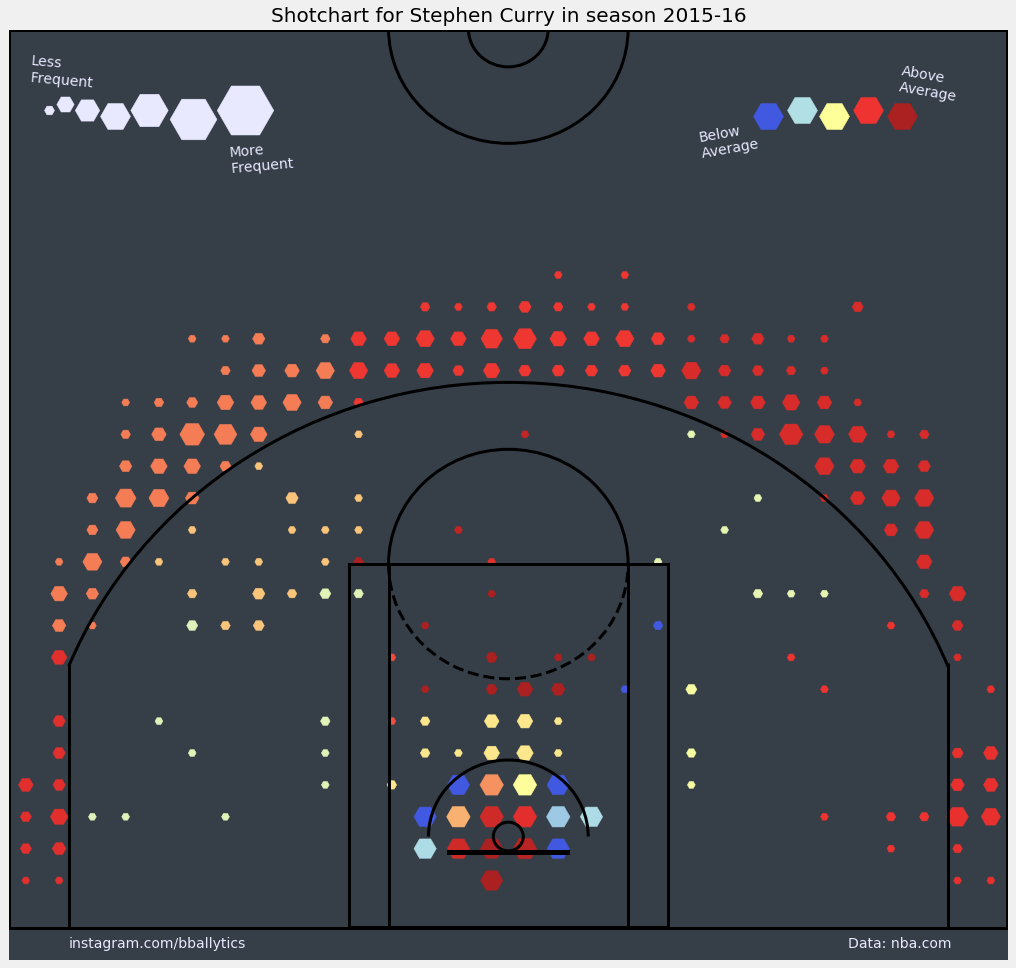 Shotchart for Stephen Curry in season 2015-16
Less
Frequent
More
Frequent
Above
Average
Below
Average
instagram.com/bballytics
Data: nba.com